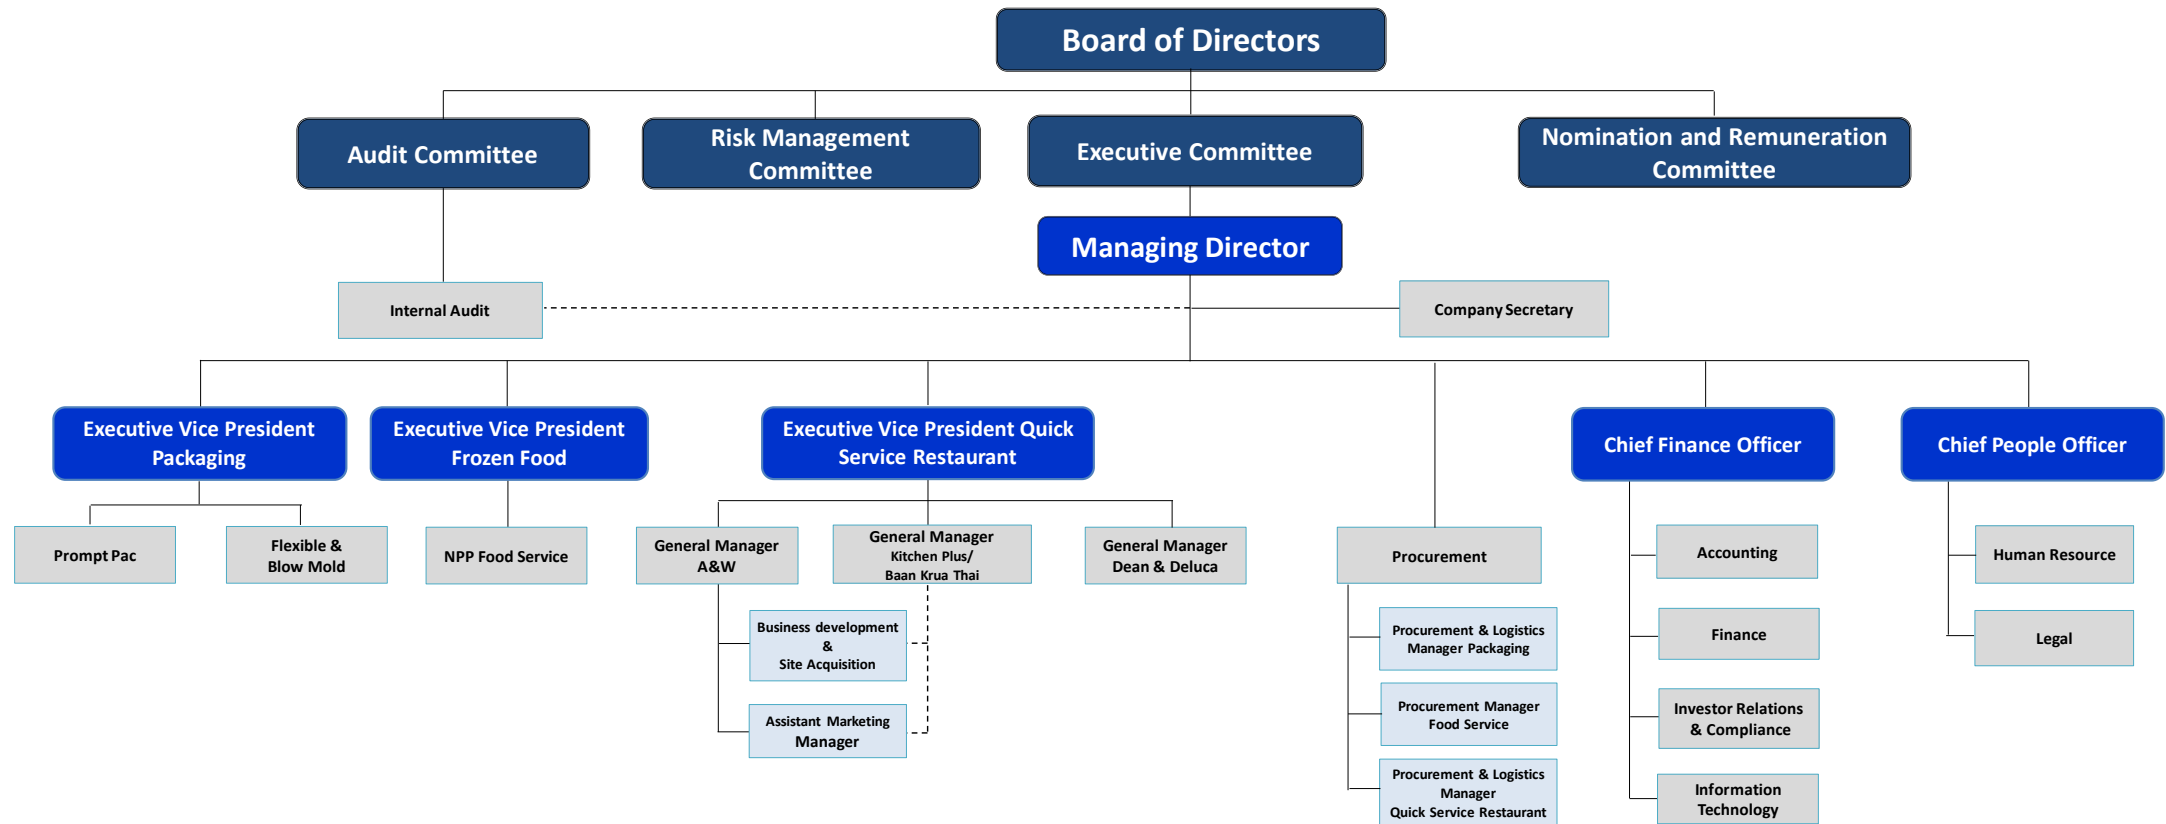 Board of Directors
Audit Committee
Risk Management
Committee
Executive Committee
Nomination and Remuneration
Committee
Managing Director
Internal Audit
Company Secretary
Executive Vice President
Packaging
Executive Vice President
Frozen Food
Executive Vice President Quick
Service Restaurant
Chief Finance Officer
Chief People Officer
Prompt Pac
Flexible &
Blow Mold
NPP Food Service
General Manager
A&W
General Manager
Kitchen Plus/
Baan Krua Thai
General Manager
Dean & Deluca
Procurement
Accounting
Human Resource
Business development
&
Site Acquisition
Procurement & Logistics
Manager Packaging
Finance
Legal
Assistant Marketing
Manager
Procurement Manager
Food Service
Investor Relations
& Compliance
Procurement & Logistics
Manager
Quick Service Restaurant
Information
Technology